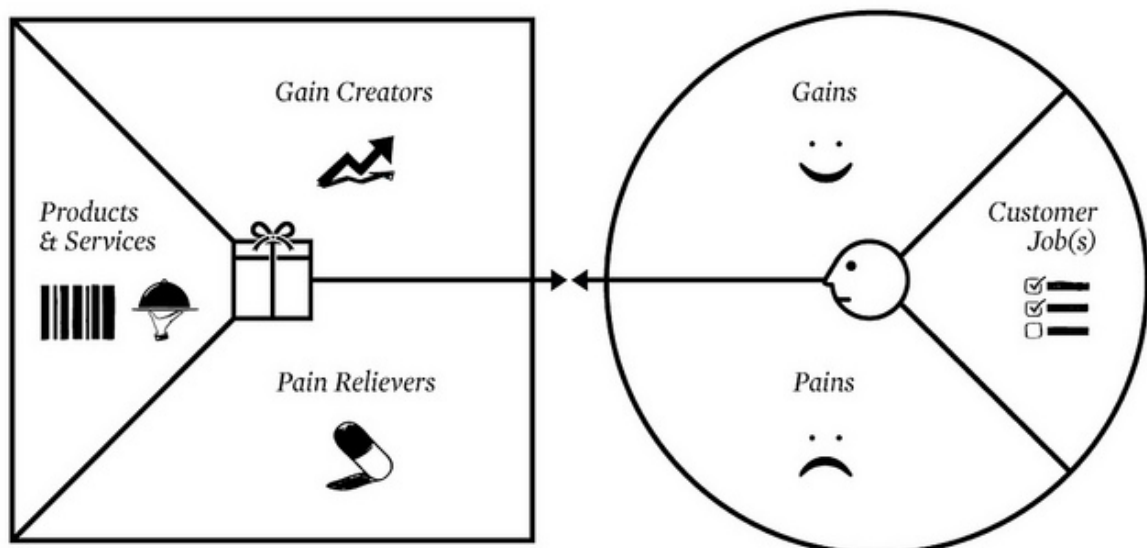 Gain Creators
Gains
Products
& Services
Customer
Job(s)
Pain Relievers
Pains